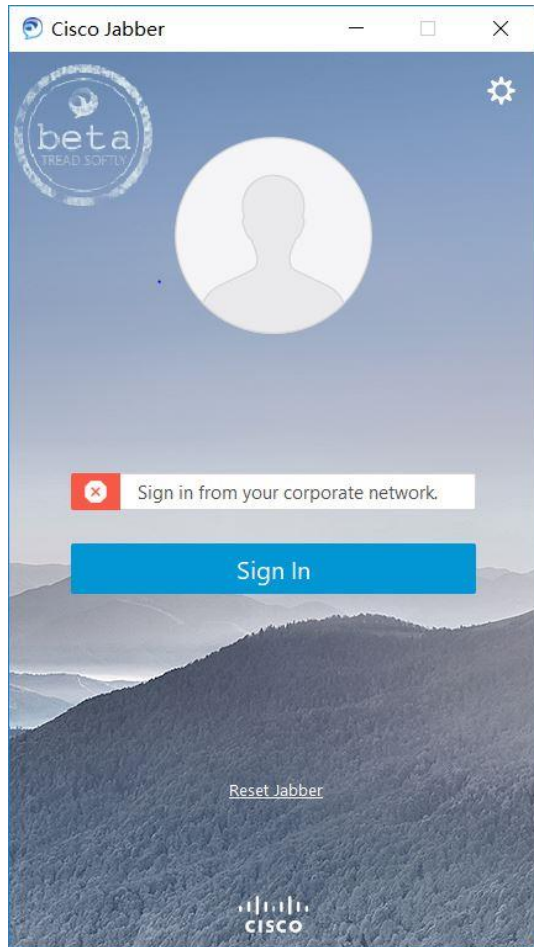 Cisco Jabber
beta
TREAD SOFTLY
Sign in from your corporate network.
Sign In
Reset Jabber
CISCO